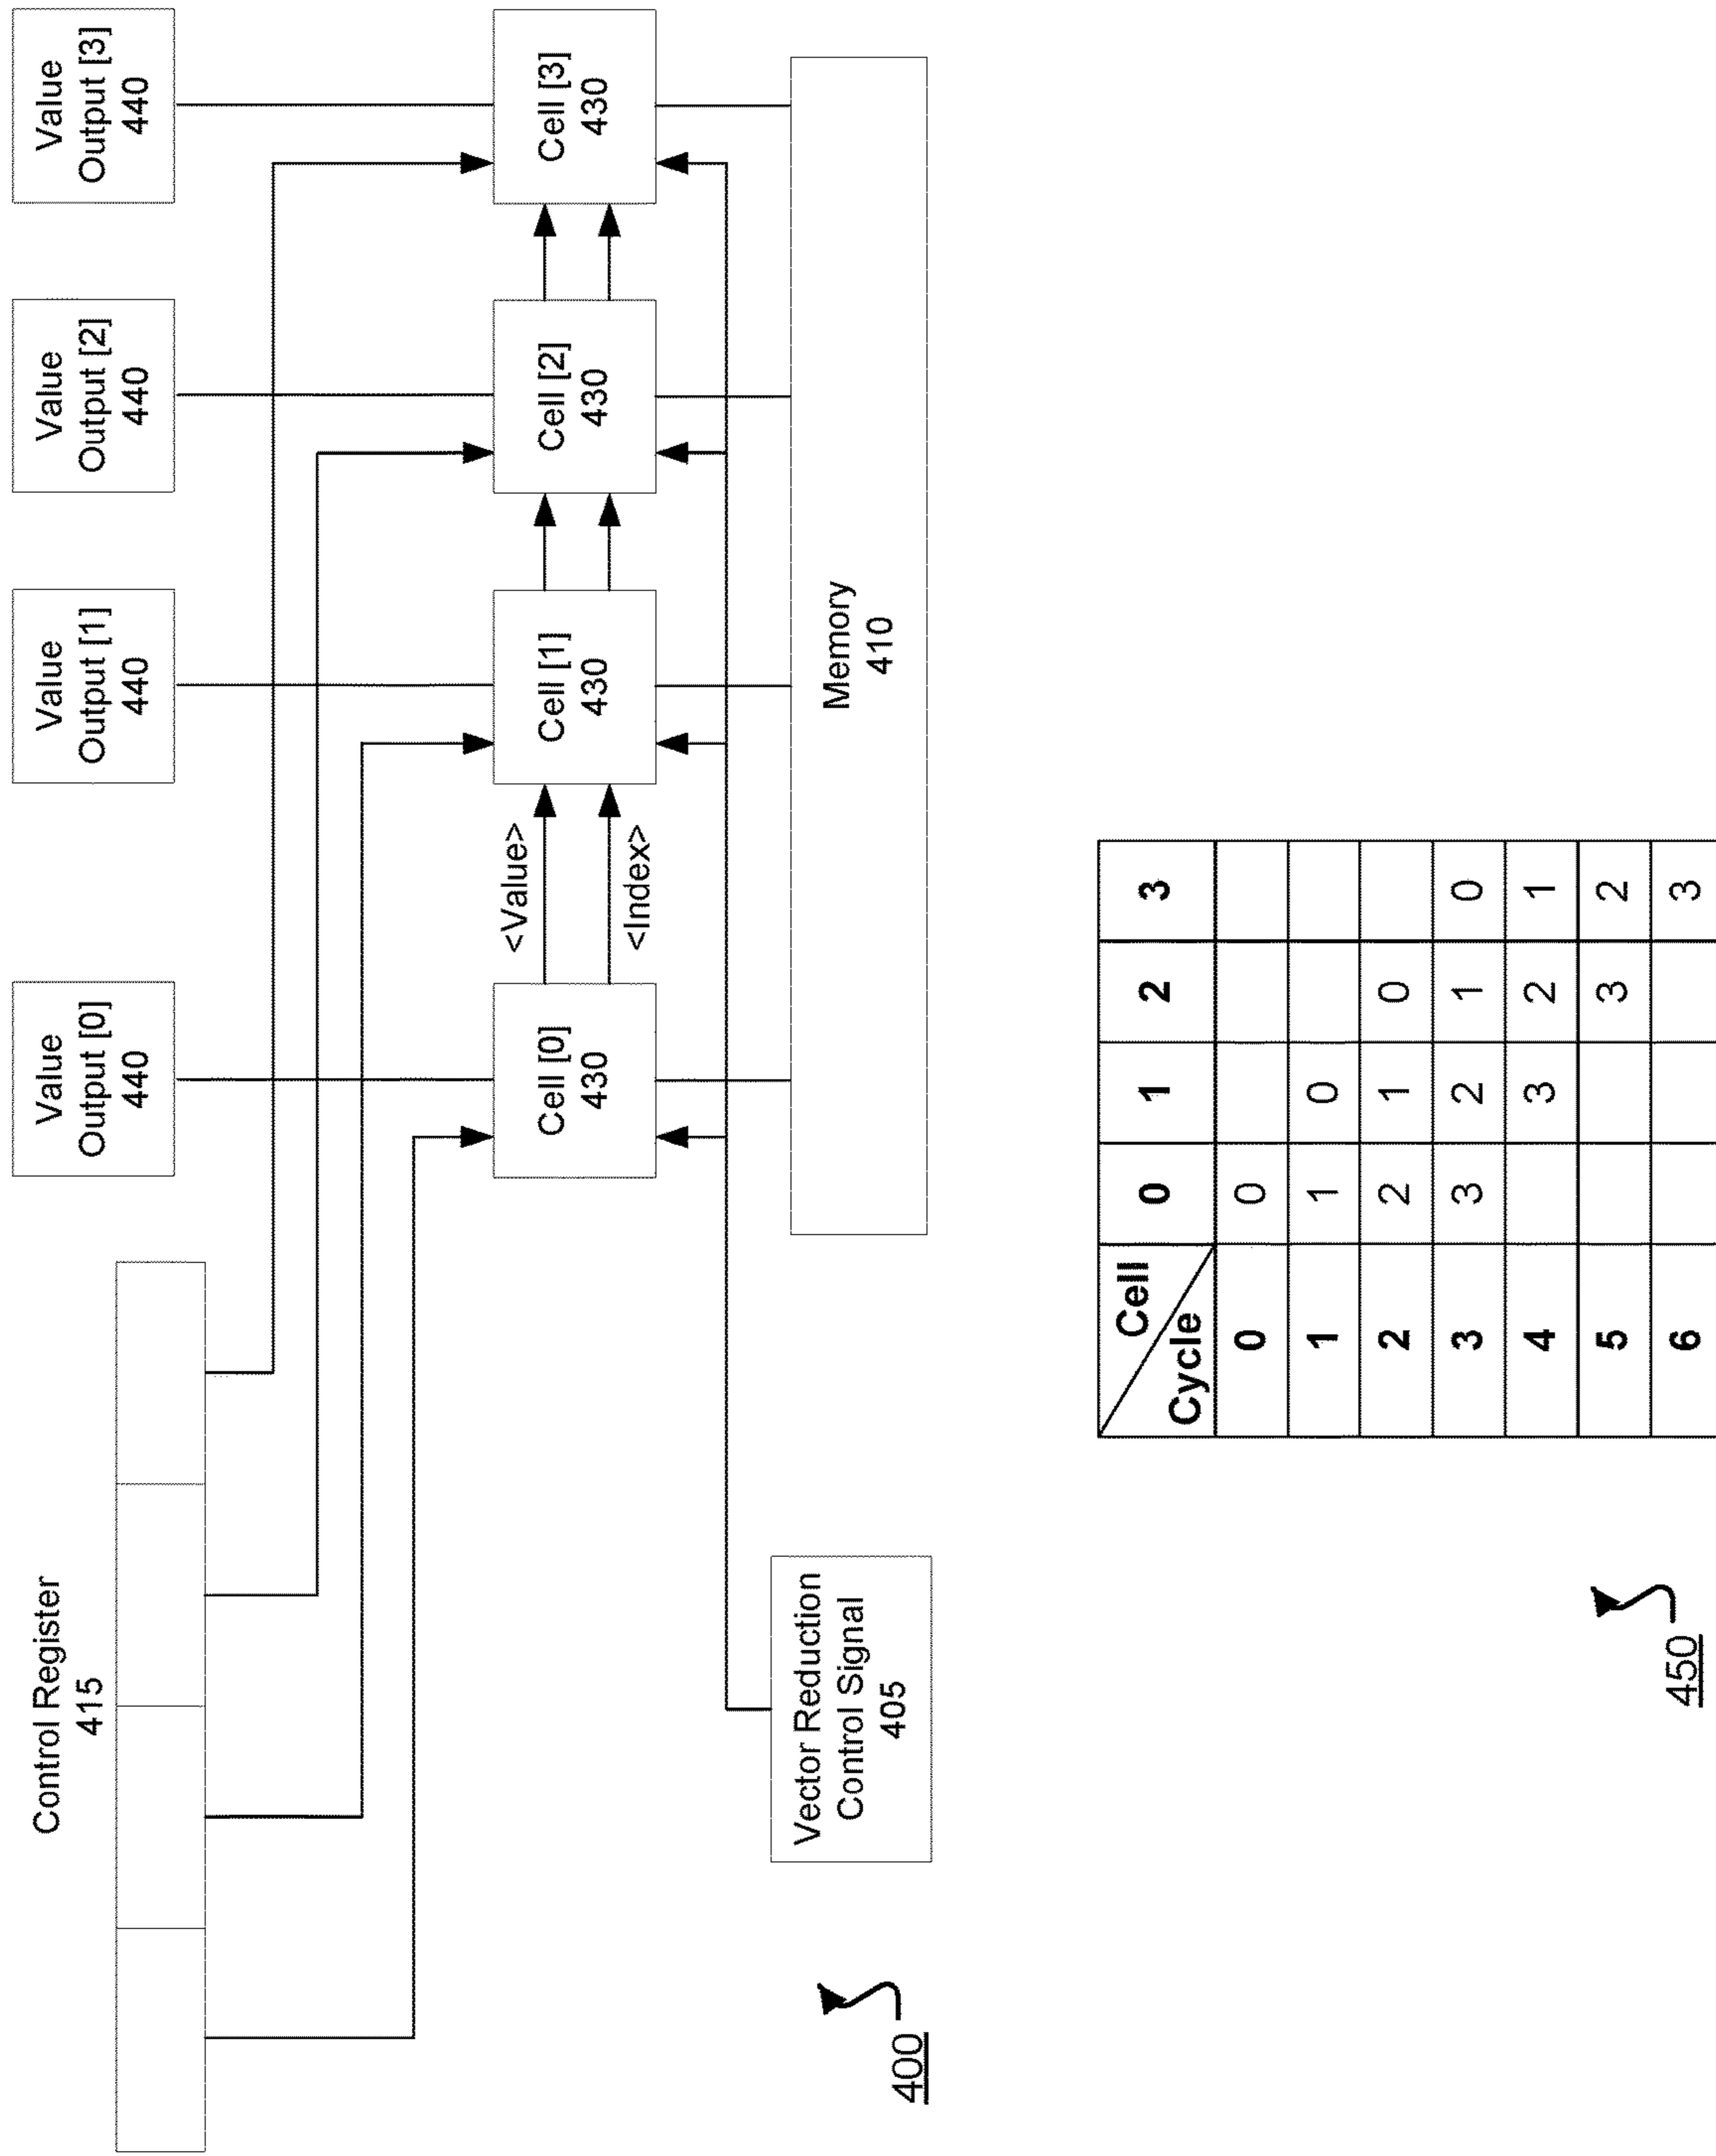 Control Register
415
Value
Output [0]
440
Value
Output [1]
440
Value
Output [2]
440
Value
Output [3]
440
<Value>
<Index>
Cell [0]
430
Cell [1]
430
Cell [2]
430
Cell [3]
430
Vector Reduction
Control Signal
405
Memory
410
400
Cell
Cycle
0 1 2 3
0 0
1 1 0
2 2 1 0
3 3 2 1 0
4 3 2 1
5 3 2
6 3
450